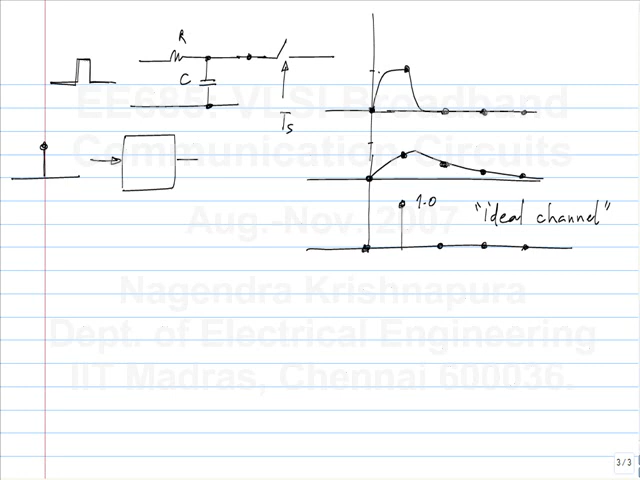 R
C
Ts
1.0
"ideal channel"
EE685: VLSI Broadband
Communication Circuits
Aug.-Nov. 2007
Nagendra Krishnapura
Dept. of Electrical Engineering
IIT Madras, Chennai 600036.
3/3